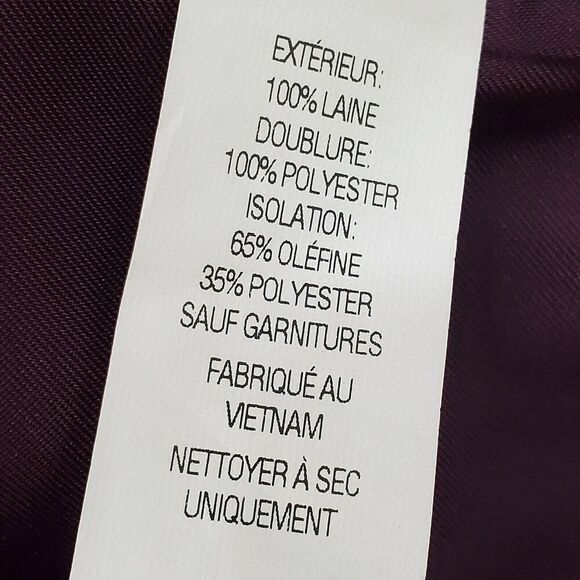 EXTÉRIEUR:
100% LAINE
DOUBLURE:
100% POLYESTER
ISOLATION:
65% OLÉFINE
35% POLYESTER
SAUF GARNITURES
FABRIQUÉ AU
VIETNAM
NETTOYER À SEC
UNIQUEMENT